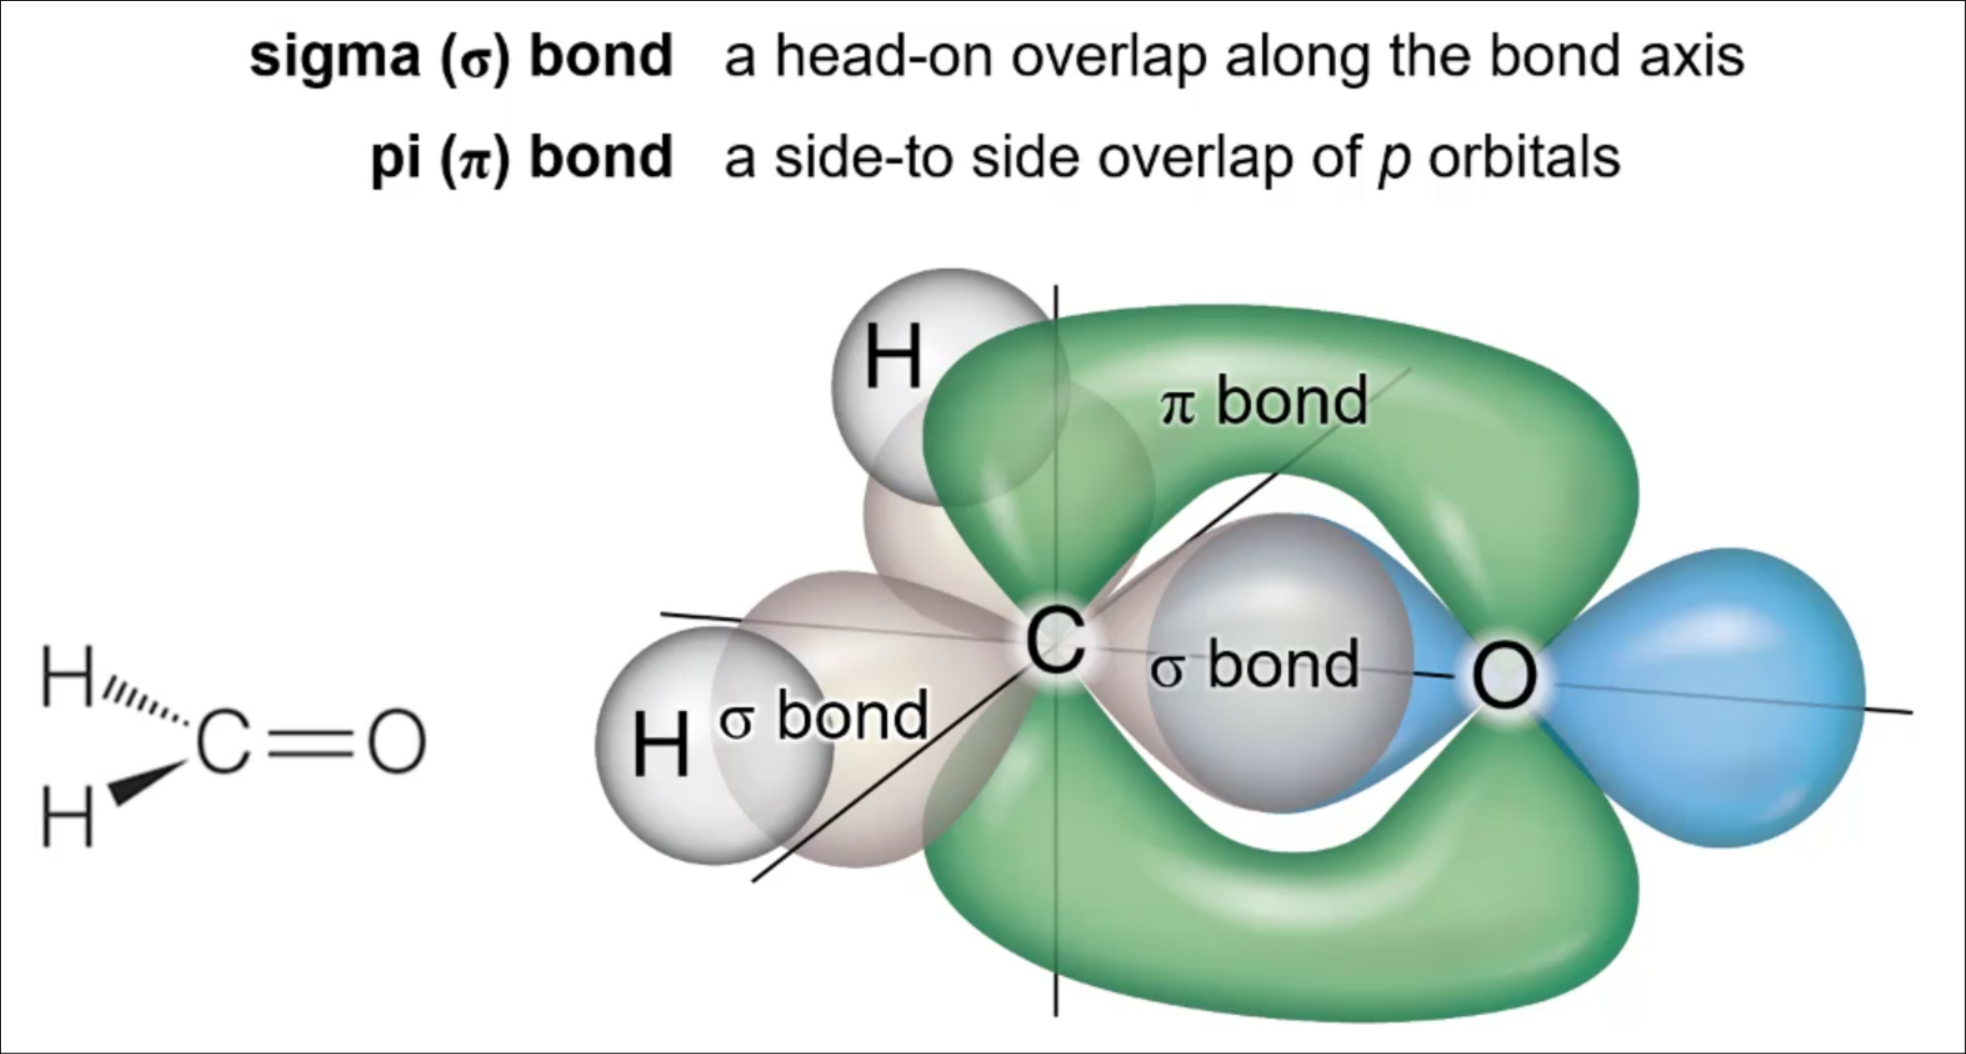 sigma (σ) bond a head-on overlap along the bond axis
pi (π) bond a side-to side overlap of p orbitals
H
π bond
C
σ bond
O
H σ bond
H
C=O
H